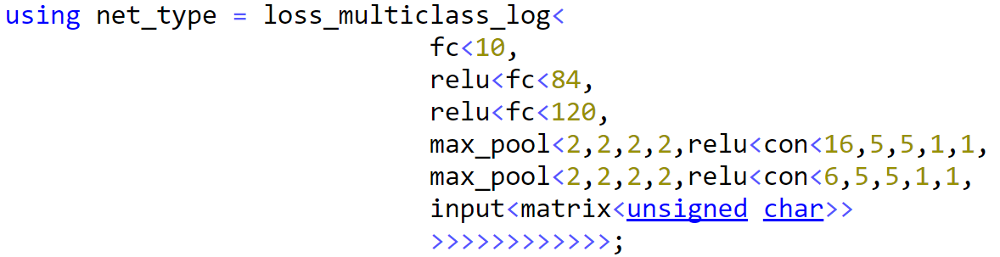 using net_type = loss_multiclass_log<
fc<10,
relu<fc<84,
relu<fc<120,
max_pool<2,2,2,2,relu<con<16,5,5,1,1,
max_pool<2,2,2,2,relu<con<6,5,5,1,1,
input<matrix<unsigned char>>
>>>>>>>>>>>>;